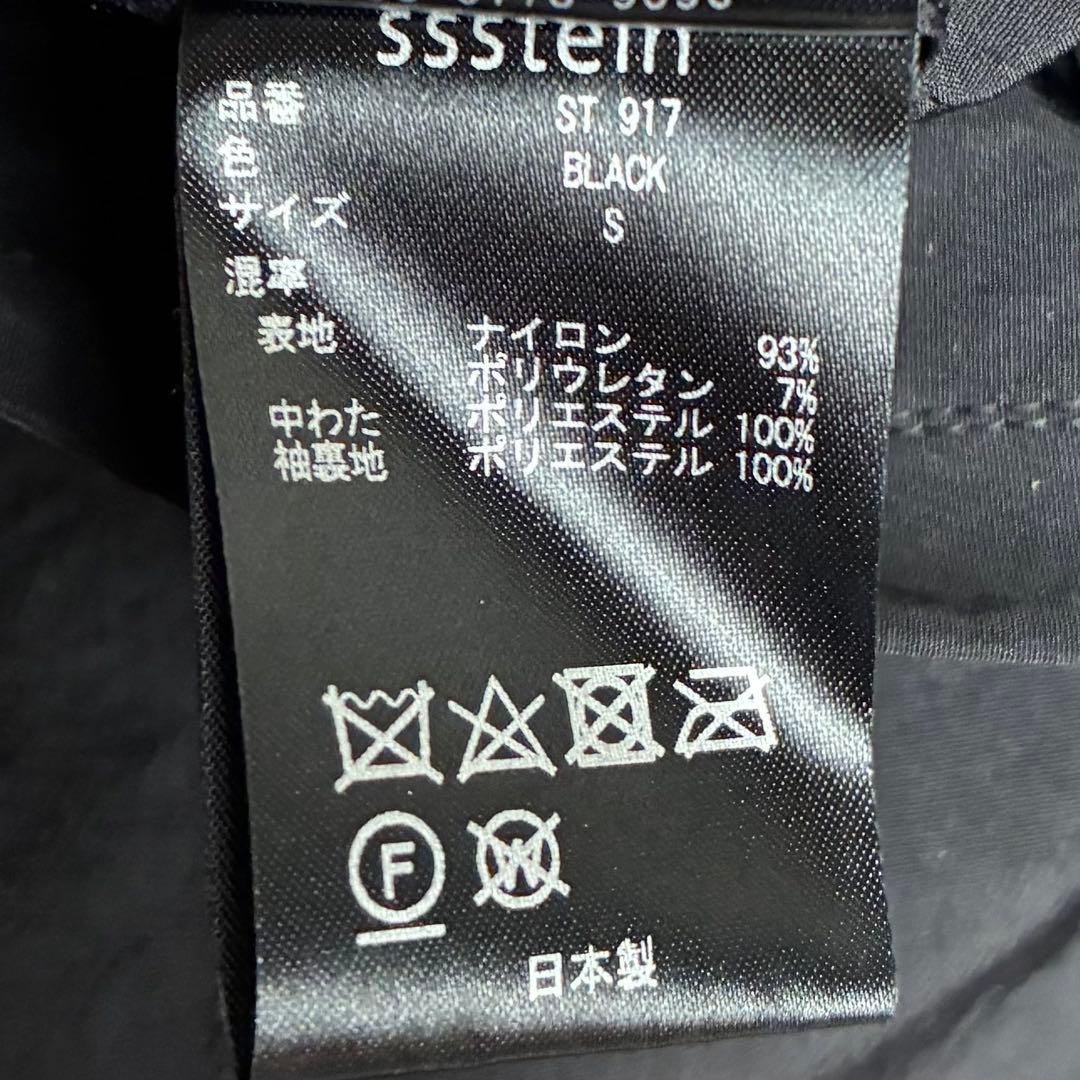 ssstein
品番 ST.917
色 BLACK
サイズ S
混率
表地 ナイロン 93%
ポリウレタン 7%
中わた ポリエステル 100%
袖裏地 ポリエステル 100%
F W
日本製